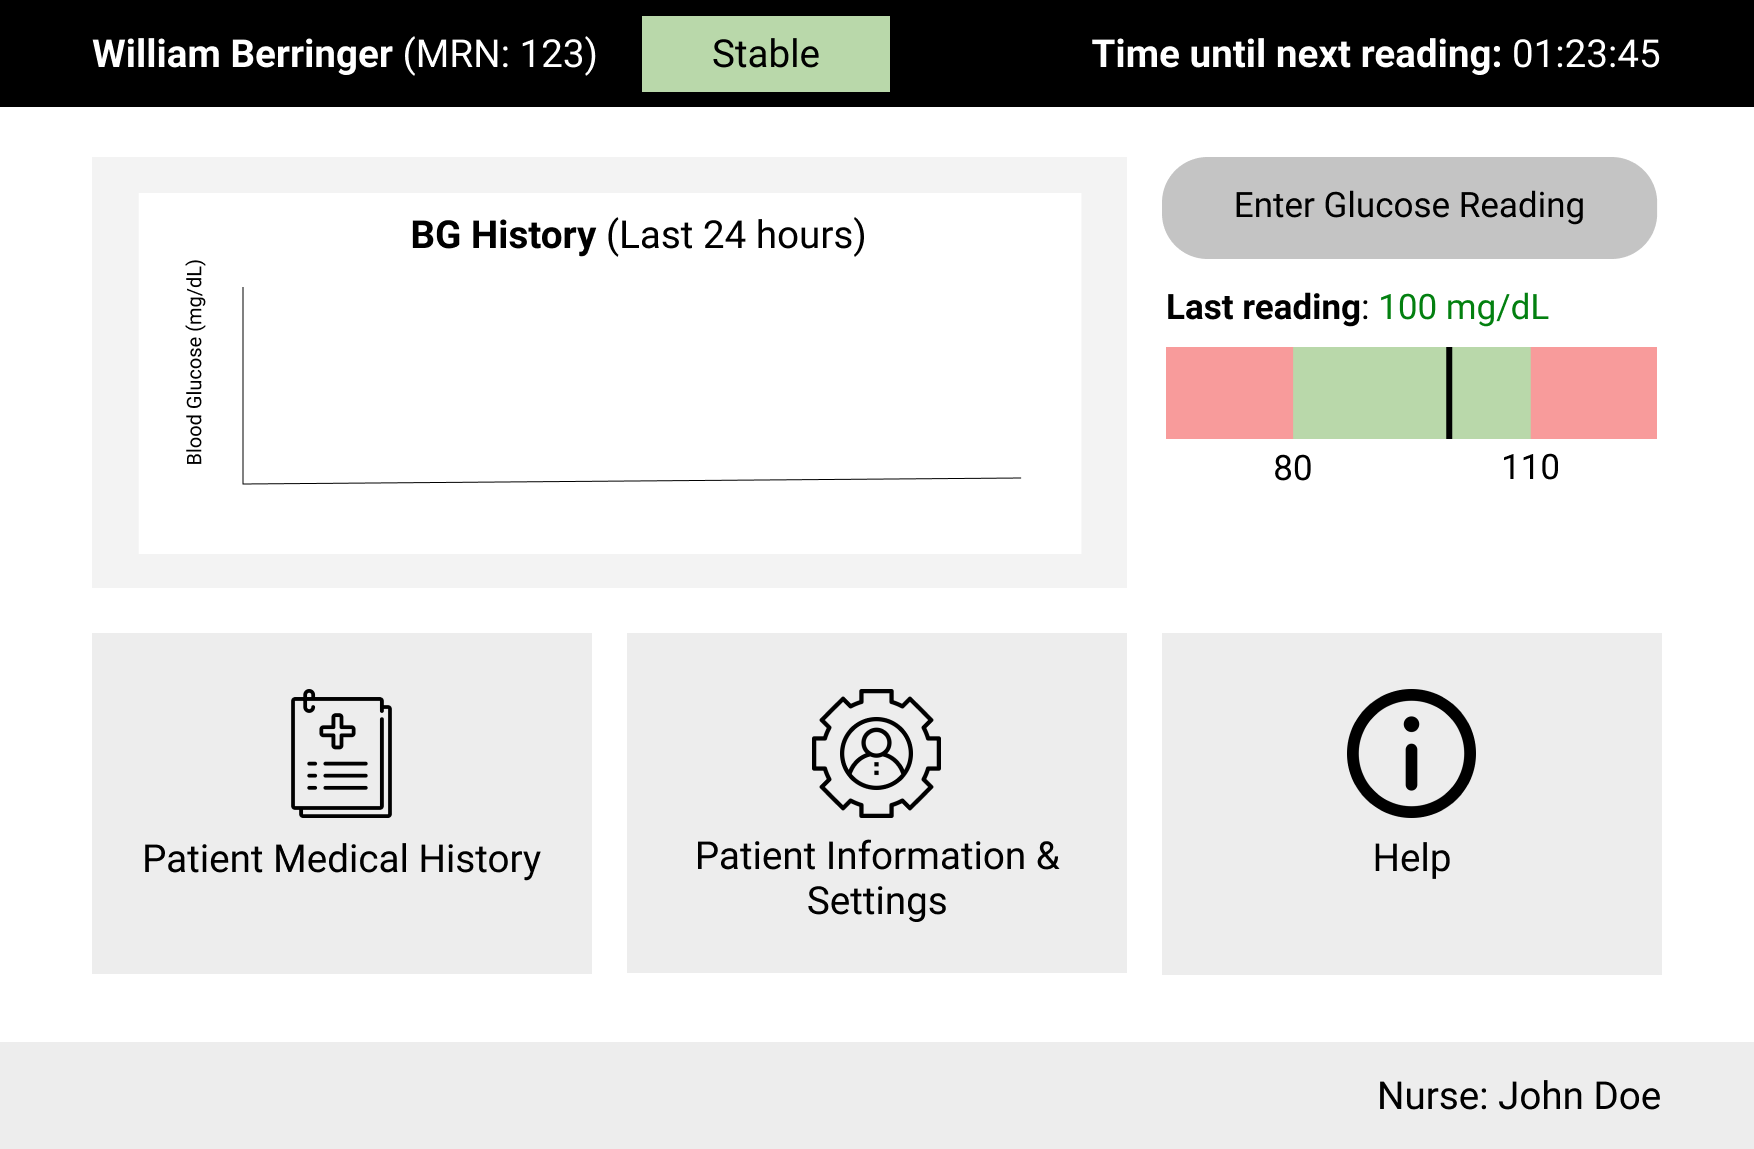 William Berringer (MRN: 123)
Stable
Time until next reading: 01:23:45
BG History (Last 24 hours)
Blood Glucose (mg/dL)
Enter Glucose Reading
Last reading: 100 mg/dL
80
110
Patient Medical History
Patient Information &
Settings
Help
Nurse: John Doe